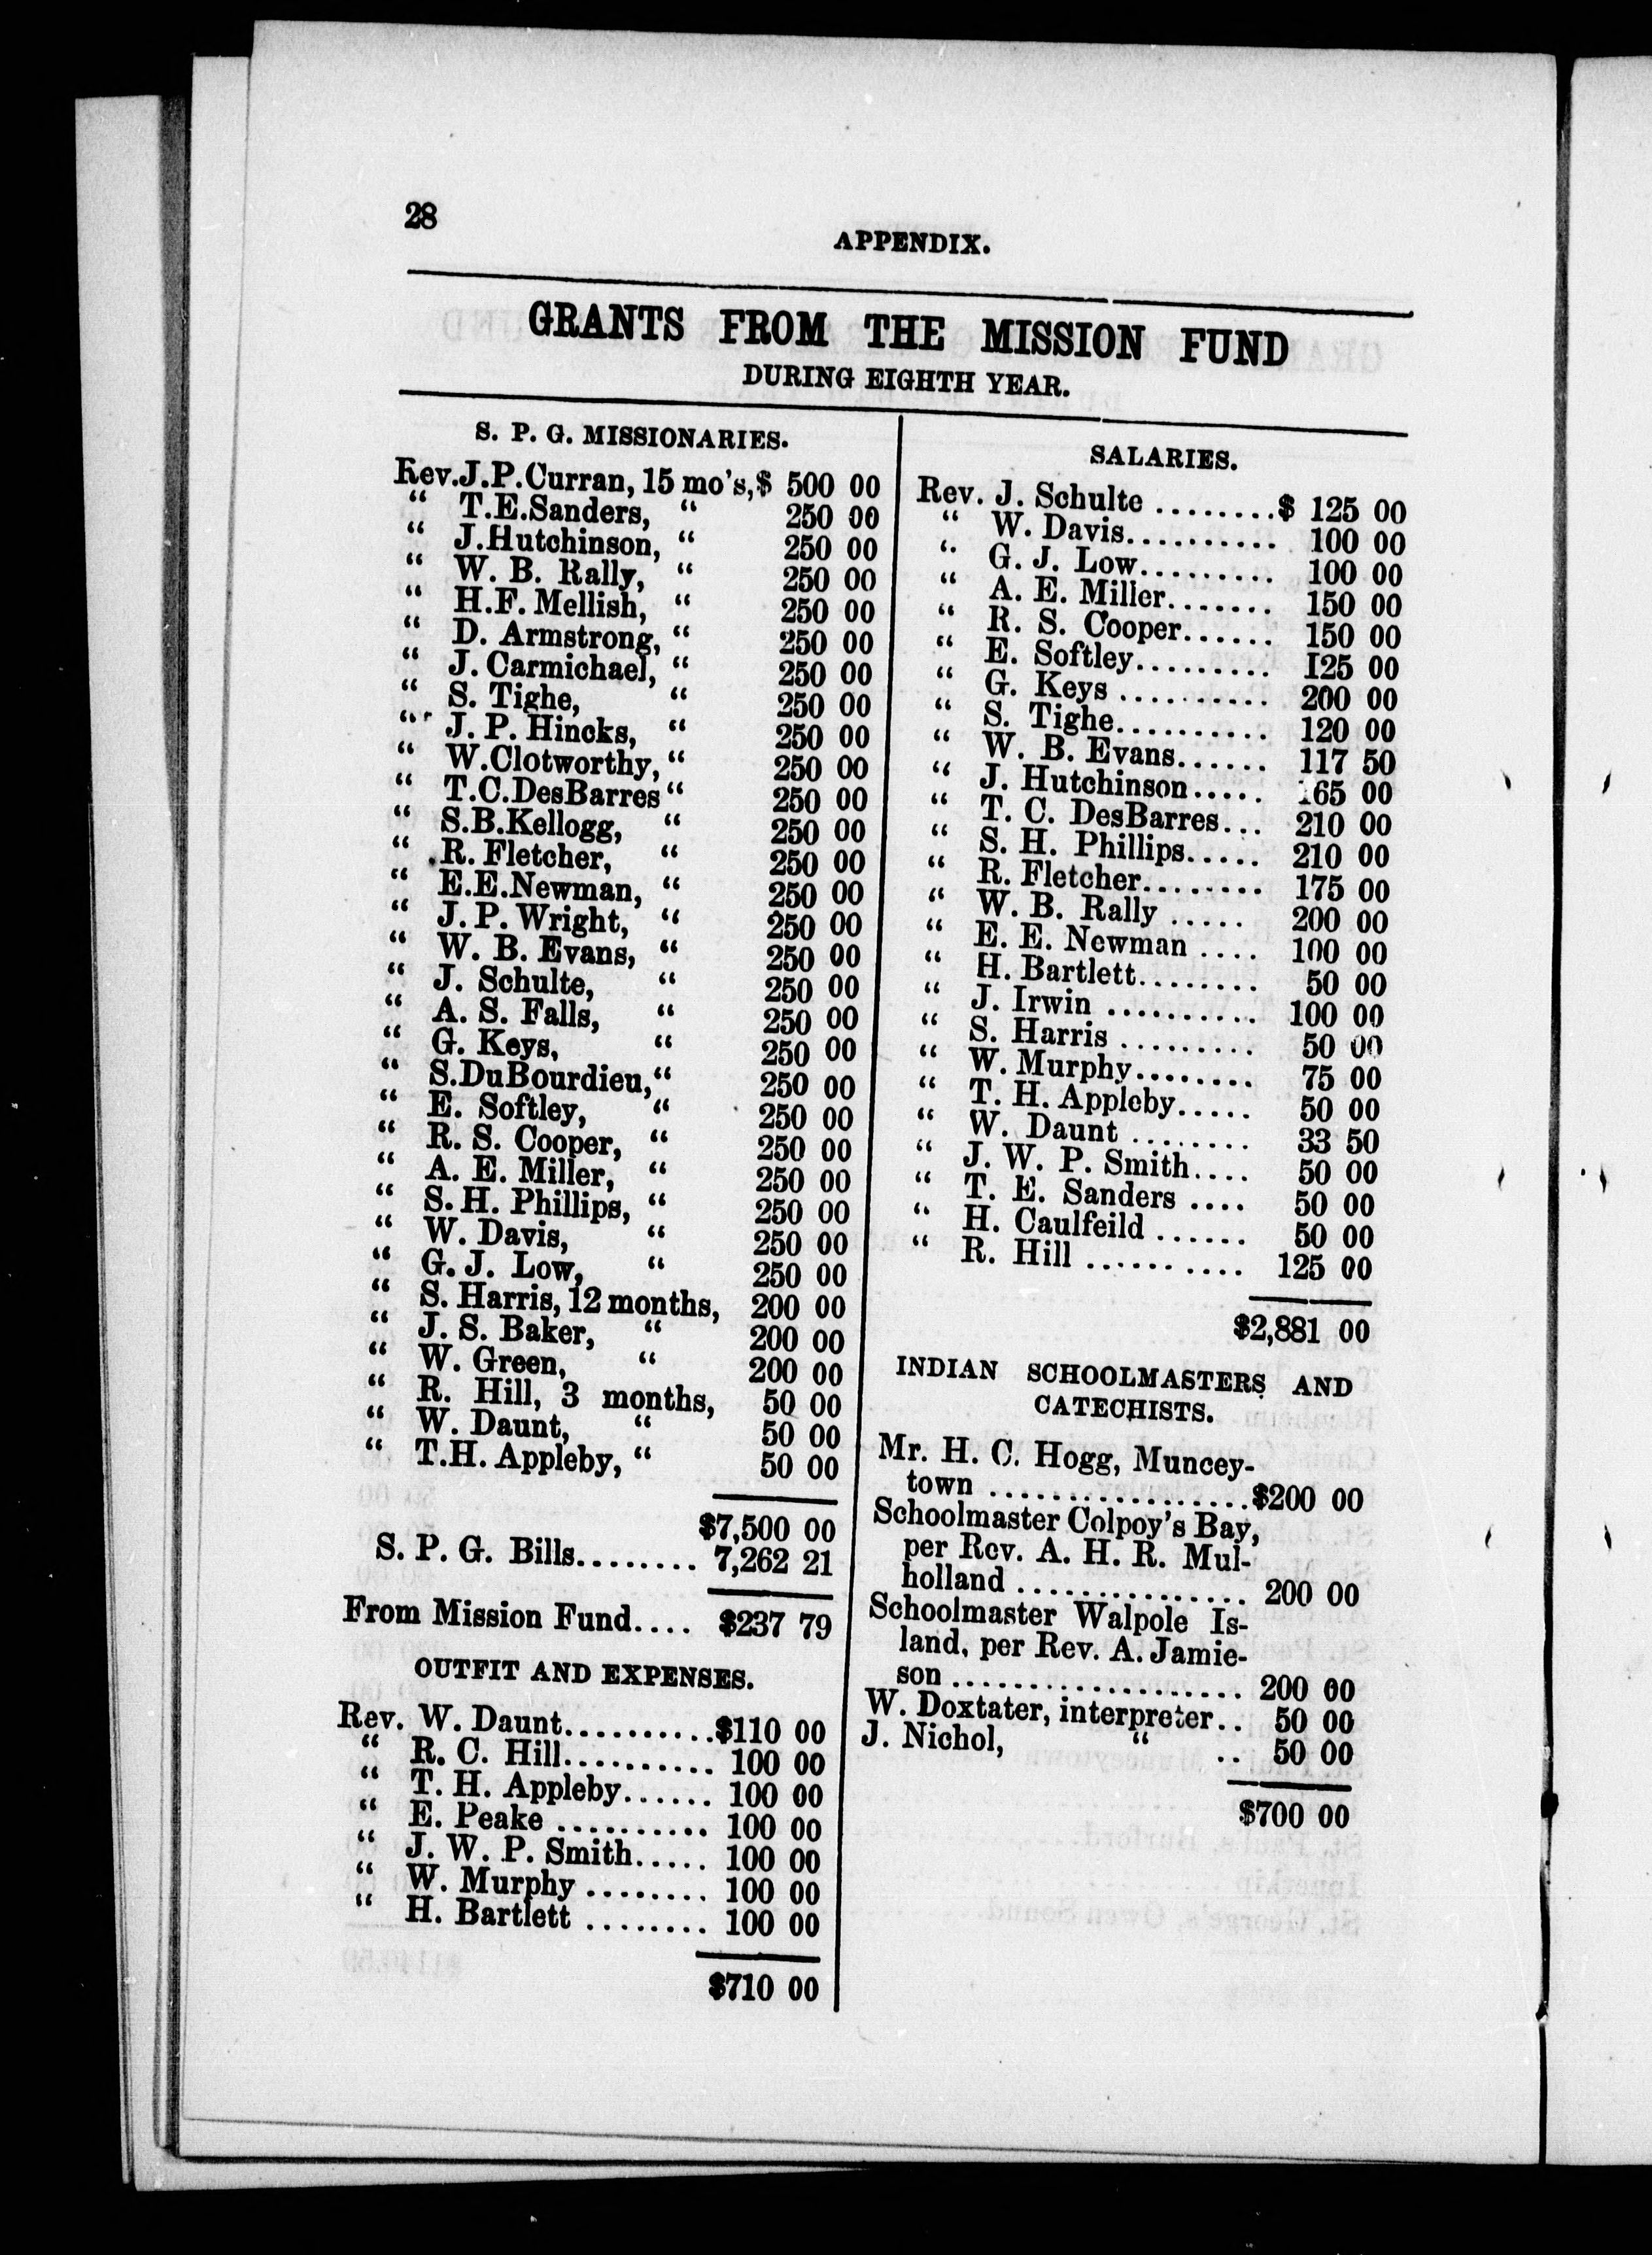 28
APPENDIX.
GRANTS FROM THE MISSION FUND
DURING EIGHTH YEAR.
S. P. G. MISSIONARIES.
Rev.J.P.Curran, 15 mo's,$ 500 00
“ T.E.Sanders, “ 250 00
“ J.Hutchinson, “ 250 00
“ W. B. Rally, “ 250 00
“ H.F. Mellish, “ 250 00
“ D. Armstrong, “ 250 00
“ J. Carmichael, “ 250 00
“ S. Tighe, “ 250 00
“ J. P. Hincks, “ 250 00
“ W.Clotworthy, “ 250 00
“ T.C.DesBarres “ 250 00
“ S.B.Kellogg, “ 250 00
“ R. Fletcher, “ 250 00
“ E.E.Newman, “ 250 00
“ J. P. Wright, “ 250 00
“ W. B. Evans, “ 250 00
“ J. Schulte, “ 250 00
“ A. S. Falls, “ 250 00
“ G. Keys, “ 250 00
“ S.DuBourdieu, “ 250 00
“ E. Softley, “ 250 00
“ R. S. Cooper, “ 250 00
“ A. E. Miller, “ 250 00
“ S. H. Phillips, “ 250 00
“ W. Davis, “ 250 00
“ G. J. Low, “ 250 00
“ S. Harris, 12 months, 200 00
“ J. S. Baker, “ 200 00
“ W. Green, “ 200 00
“ R. Hill, 3 months, 50 00
“ W. Daunt, “ 50 00
“ T.H. Appleby, “ 50 00
$7,500 00
S. P. G. Bills........ 7,262 21
From Mission Fund.... $237 79
OUTFIT AND EXPENSES.
Rev. W. Daunt..........$110 00
“ R. C. Hill.......... 100 00
“ T. H. Appleby...... 100 00
“ E. Peake .......... 100 00
“ J. W. P. Smith..... 100 00
“ W. Murphy ........ 100 00
“ H. Bartlett ........ 100 00
$710 00
SALARIES.
Rev. J. Schulte ........$ 125 00
“ W. Davis.......... 100 00
“ G. J. Low......... 100 00
“ A. E. Miller....... 150 00
“ R. S. Cooper...... 150 00
“ E. Softley......... 125 00
“ G. Keys .......... 200 00
“ S. Tighe.......... 120 00
“ W. B. Evans...... 117 50
“ J. Hutchinson..... 165 00
“ T. C. DesBarres... 210 00
“ S. H. Phillips..... 210 00
“ R. Fletcher........ 175 00
“ W. B. Rally ..... 200 00
“ E. E. Newman .... 100 00
“ H. Bartlett........ 50 00
“ J. Irwin .......... 100 00
“ S. Harris ......... 50 00
“ W. Murphy........ 75 00
“ T. H. Appleby..... 50 00
“ W. Daunt ........ 33 50
“ J. W. P. Smith.... 50 00
“ T. E. Sanders .... 50 00
“ H. Caulfeild ...... 50 00
“ R. Hill .......... 125 00
$2,881 00
INDIAN SCHOOLMASTERS AND
CATECHISTS.
Mr. H. C. Hogg, Muncey-
town .................$200 00
Schoolmaster Colpoy's Bay,
per Rev. A. H. R. Mul-
holland ............... 200 00
Schoolmaster Walpole Is-
land, per Rev. A. Jamie-
son ................... 200 00
W. Doxtater, interpreter.. 50 00
J. Nichol, “ .. 50 00
$700 00